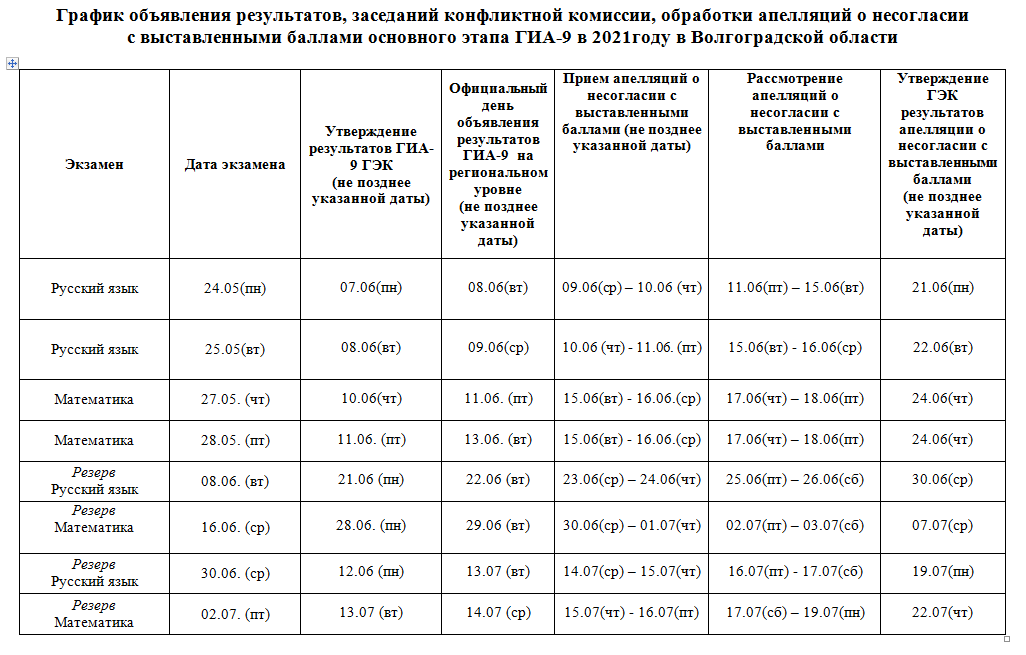 График объявления результатов, заседаний конфликтной комиссии, обработки апелляций о несогласии
с выставленными баллами основного этапа ГИА-9 в 2021году в Волгоградской области
Экзамен
Дата экзамена
Утверждение
результатов ГИА-
9 ГЭК
(не позднее
указанной даты)
Официальный
день
объявления
результатов
ГИА-9 на
региональном
уровне
(не позднее
указанной
даты)
Прием апелляций о
несогласии с
выставленными
баллами (не позднее
указанной даты)
Рассмотрение
апелляций о
несогласии с
выставленными
баллами
Утверждение
ГЭК
результатов
апелляции о
несогласии с
выставленными
баллами
(не позднее
указанной
даты)
Русский язык 24.05(пн) 07.06(пн) 08.06(вт) 09.06(ср) – 10.06 (чт) 11.06(пт) – 15.06(вт) 21.06(пн)
Русский язык 25.05(вт) 08.06(вт) 09.06(ср) 10.06 (чт) - 11.06. (пт) 15.06(вт) - 16.06(ср) 22.06(вт)
Математика 27.05. (чт) 10.06(чт) 11.06. (пт) 15.06(вт) - 16.06.(ср) 17.06(чт) – 18.06(пт) 24.06(чт)
Математика 28.05. (пт) 11.06. (пт) 13.06. (вт) 15.06(вт) - 16.06.(ср) 17.06(чт) – 18.06(пт) 24.06(чт)
Резерв
Русский язык 08.06. (вт) 21.06 (пн) 22.06 (вт) 23.06(ср) – 24.06(чт) 25.06(пт) – 26.06(сб) 30.06(ср)
Резерв
Математика 16.06. (ср) 28.06. (пн) 29.06 (вт) 30.06(ср) – 01.07(чт) 02.07(пт) – 03.07(сб) 07.07(ср)
Резерв
Русский язык 30.06. (ср) 12.06 (пн) 13.07 (вт) 14.07(ср) – 15.07(чт) 16.07(пт) - 17.07(сб) 19.07(пн)
Резерв
Математика 02.07. (пт) 13.07 (вт) 14.07 (ср) 15.07(чт) - 16.07(пт) 17.07(сб) – 19.07(пн) 22.07(чт)